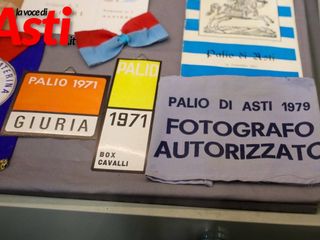 la voce di
Asti.it
Palio di Asti
CATERINA
PALIO 1971
GIURIA
PALIO
1971
BOX
CAVALLI
PALIO DI ASTI 1979
FOTOGRAFO
AUTORIZZATO